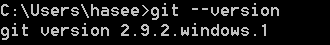 C:\Users\hasee>git --version
git version 2.9.2.windows.1